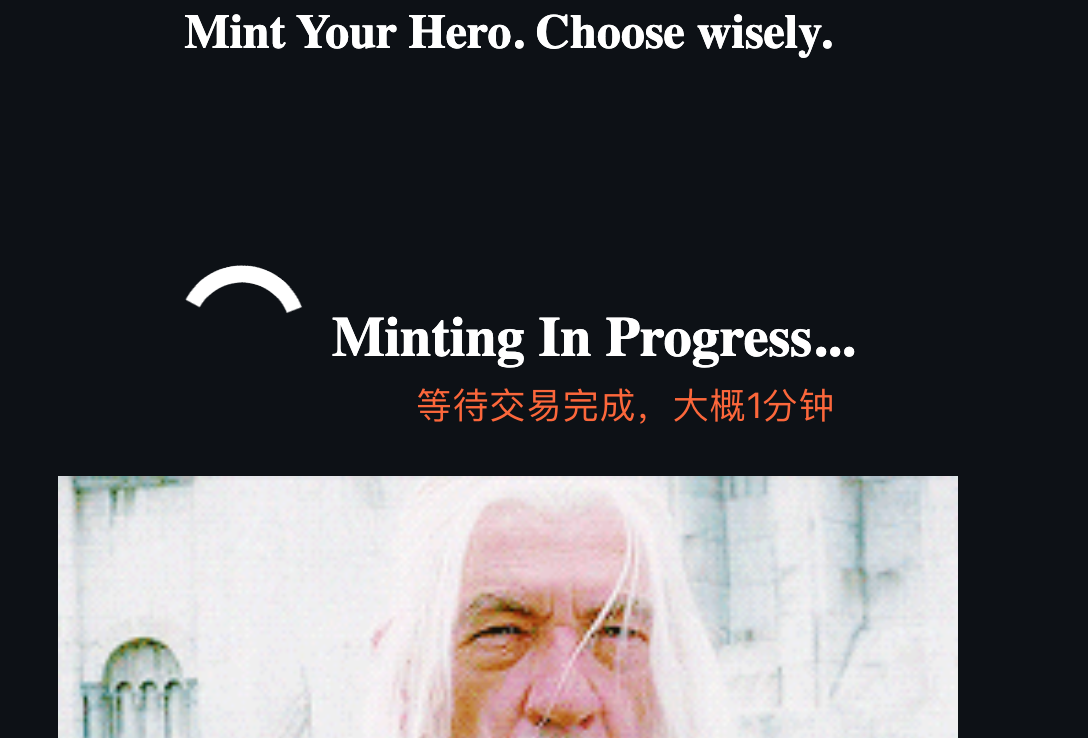 Mint Your Hero. Choose wisely.
Minting In Progress...
等待交易完成，大概1分钟